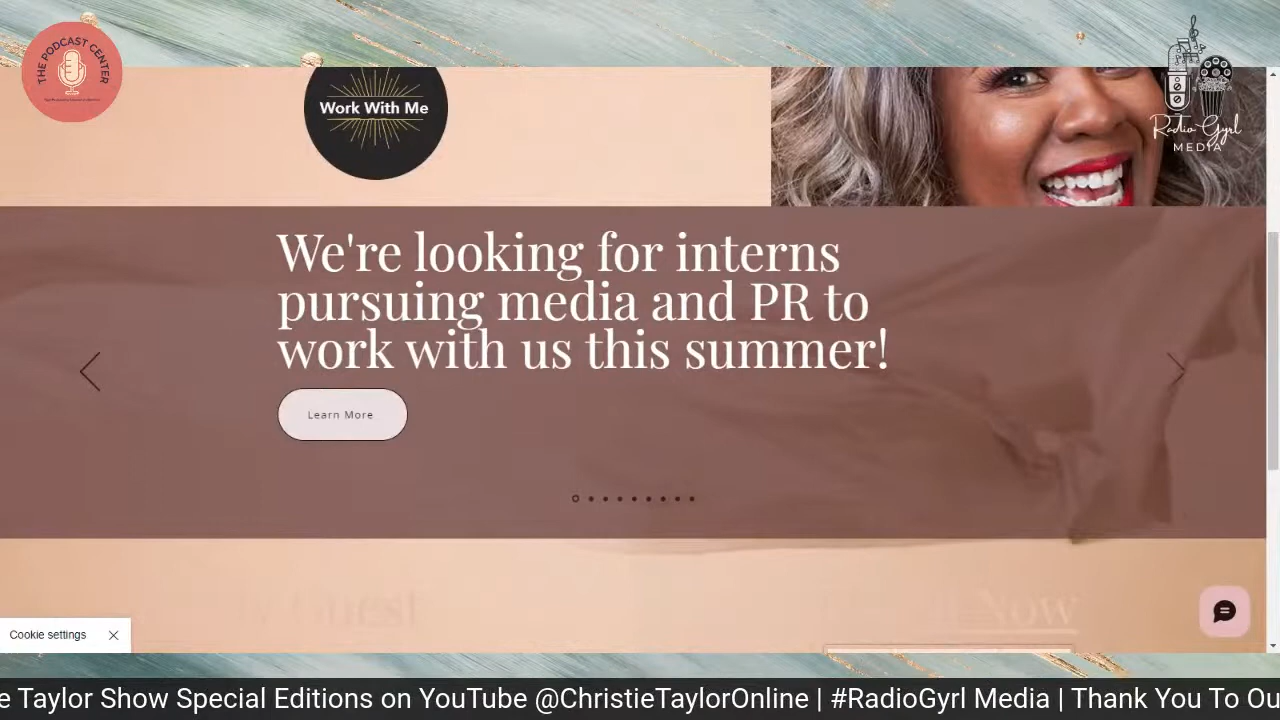 THE PODCAST CENTER
Work With Me
Radio Gyrl
MEDIA
We're looking for interns
pursuing media and PR to
work with us this summer!
Learn More
Guest
Now
Cookie settings
e Taylor Show Special Editions on YouTube @ChristieTaylorOnline | #RadioGyrl Media | Thank You To Ou